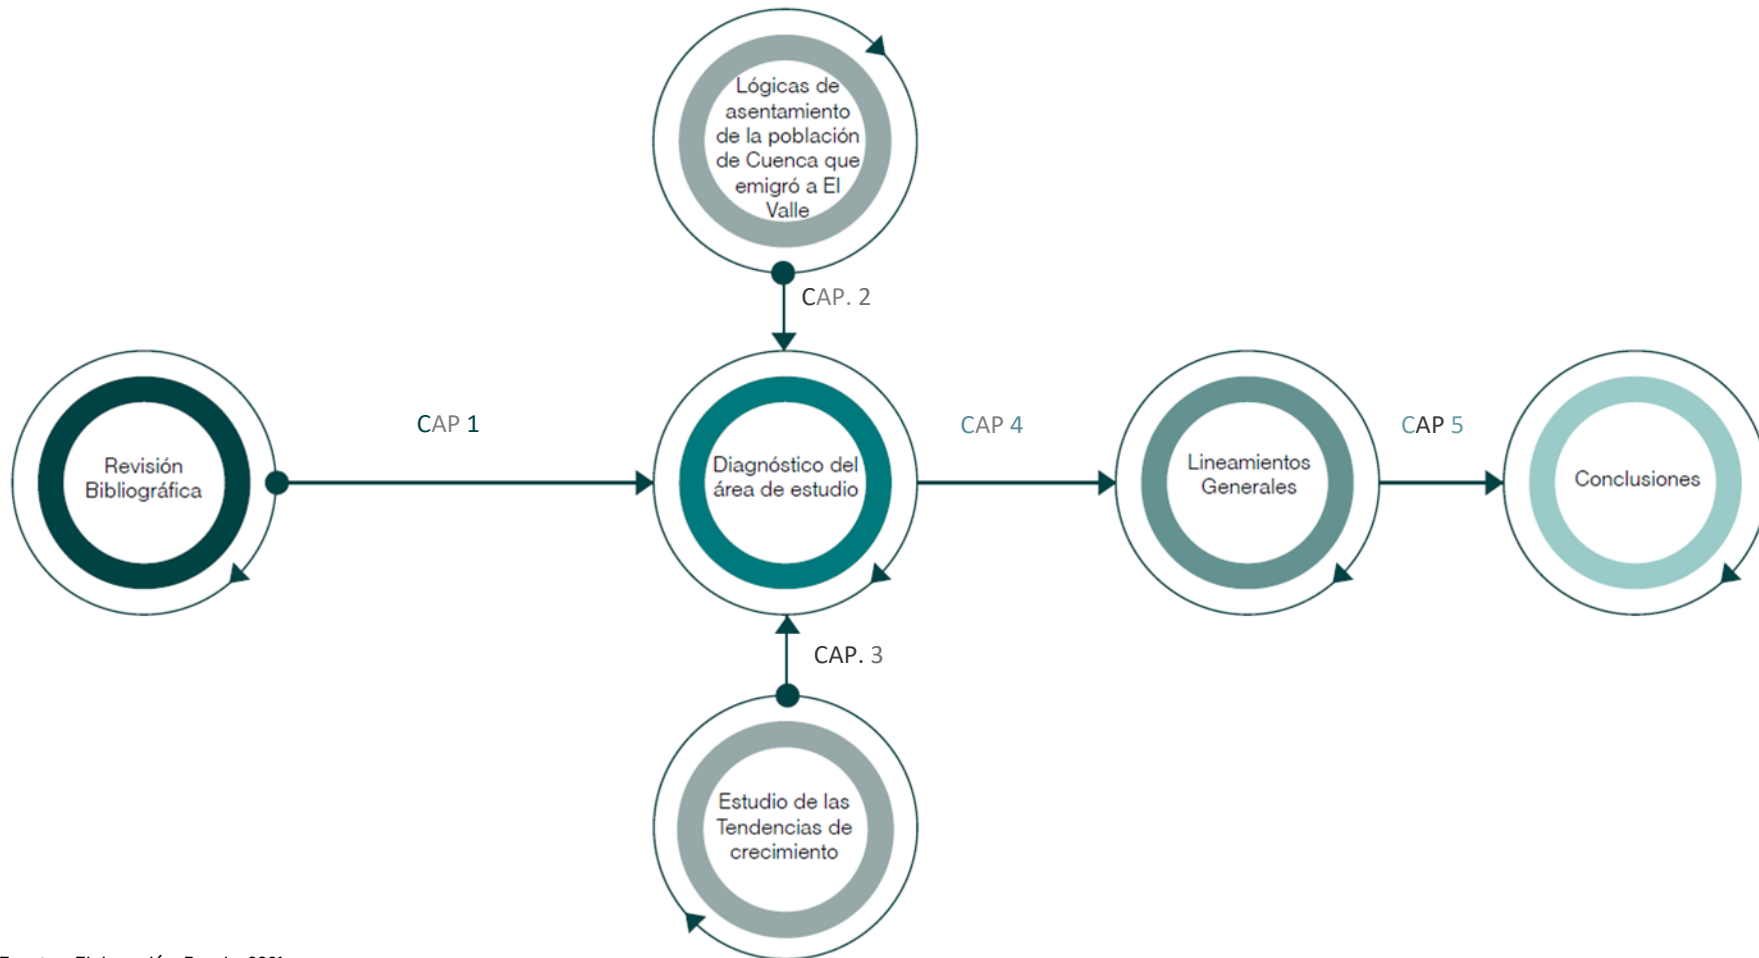 Lógicas de
asentamiento
de la población
de Cuenca que
emigró a El
Valle
CAP. 2
Revisión
Bibliográfica
CAP 1
Diagnóstico del
área de estudio
CAP 4
Lineamientos
Generales
CAP 5
Conclusiones
CAP. 3
Estudio de las
Tendencias de
crecimiento